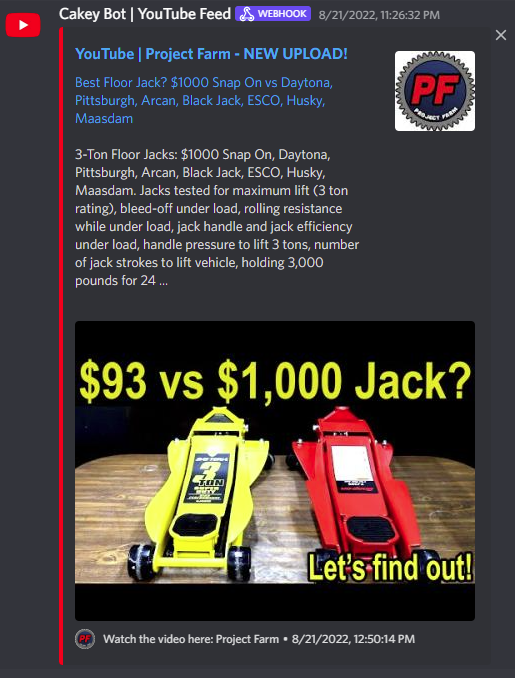 Cakey Bot | YouTube Feed WEBHOOK 8/21/2022, 11:26:32 PM
YouTube | Project Farm - NEW UPLOAD!
Best Floor Jack? $1000 Snap On vs Daytona,
Pittsburgh, Arcan, Black Jack, ESCO, Husky,
Maasdam
PF
PROJECT FARM
3-Ton Floor Jacks: $1000 Snap On, Daytona,
Pittsburgh, Arcan, Black Jack, ESCO, Husky,
Maasdam. Jacks tested for maximum lift (3 ton
rating), bleed-off under load, rolling resistance
while under load, jack handle and jack efficiency
under load, handle pressure to lift 3 tons, number
of jack strokes to lift vehicle, holding 3,000
pounds for 24 ...
$93 vs $1,000 Jack?
3
TON
Let's find out!
PF
Watch the video here: Project Farm • 8/21/2022, 12:50:14 PM